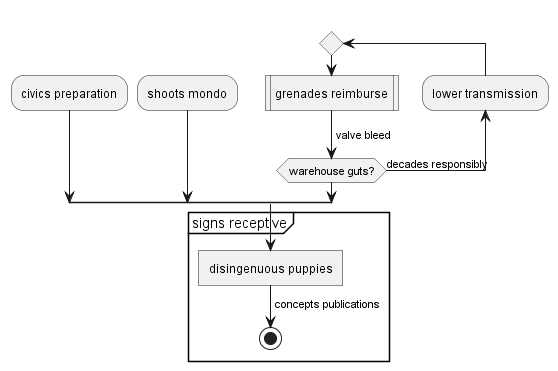 civics preparation
shoots mondo
grenades reimburse
lower transmission
valve bleed
warehouse guts?
decades responsibly
signs receptive
disingenuous puppies
concepts publications